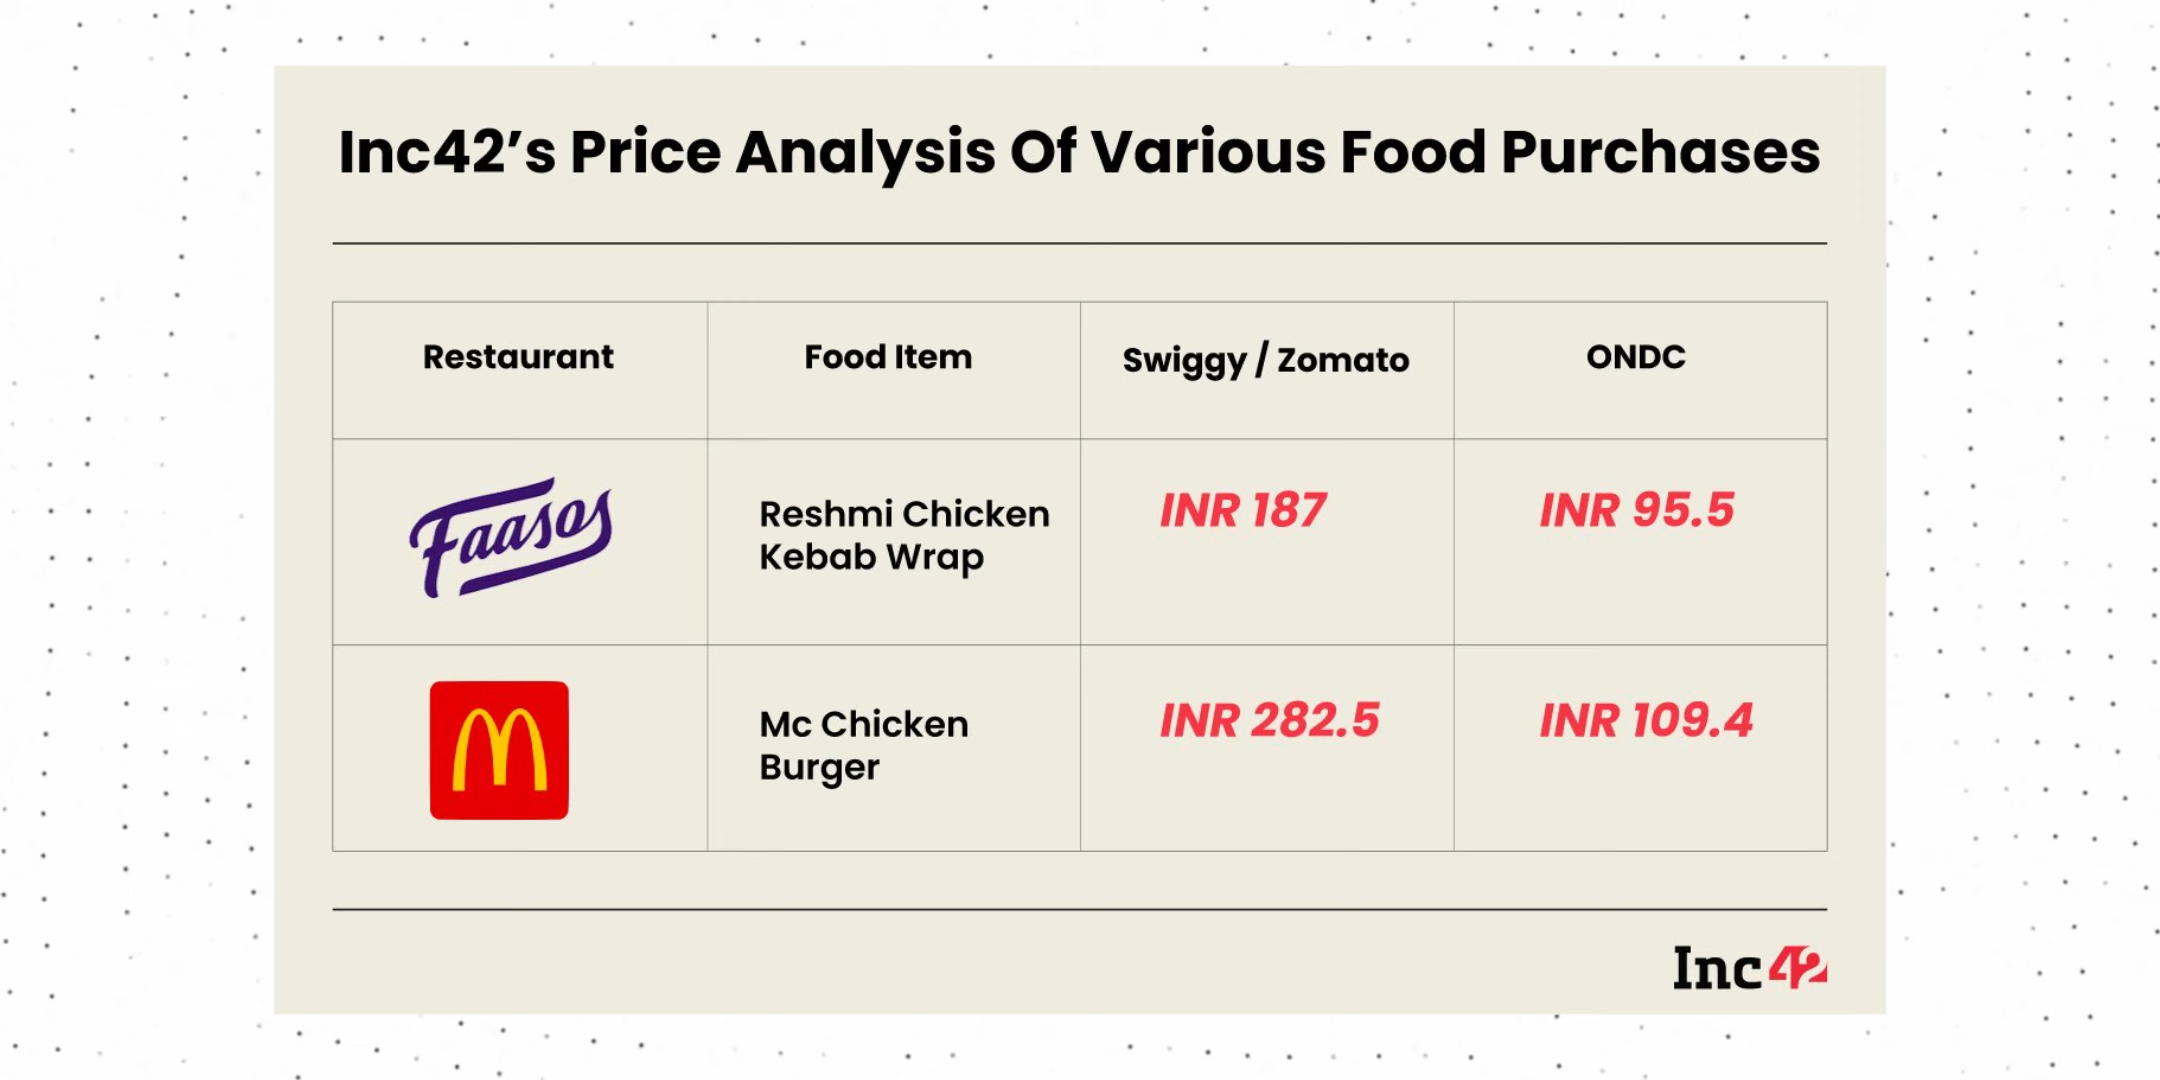 Inc42’s Price Analysis Of Various Food Purchases
Restaurant
Food Item
Swiggy / Zomato
ONDC
Faasos
Reshmi Chicken
Kebab Wrap
INR 187
INR 95.5
Mc Chicken
Burger
INR 282.5
INR 109.4
Inc42